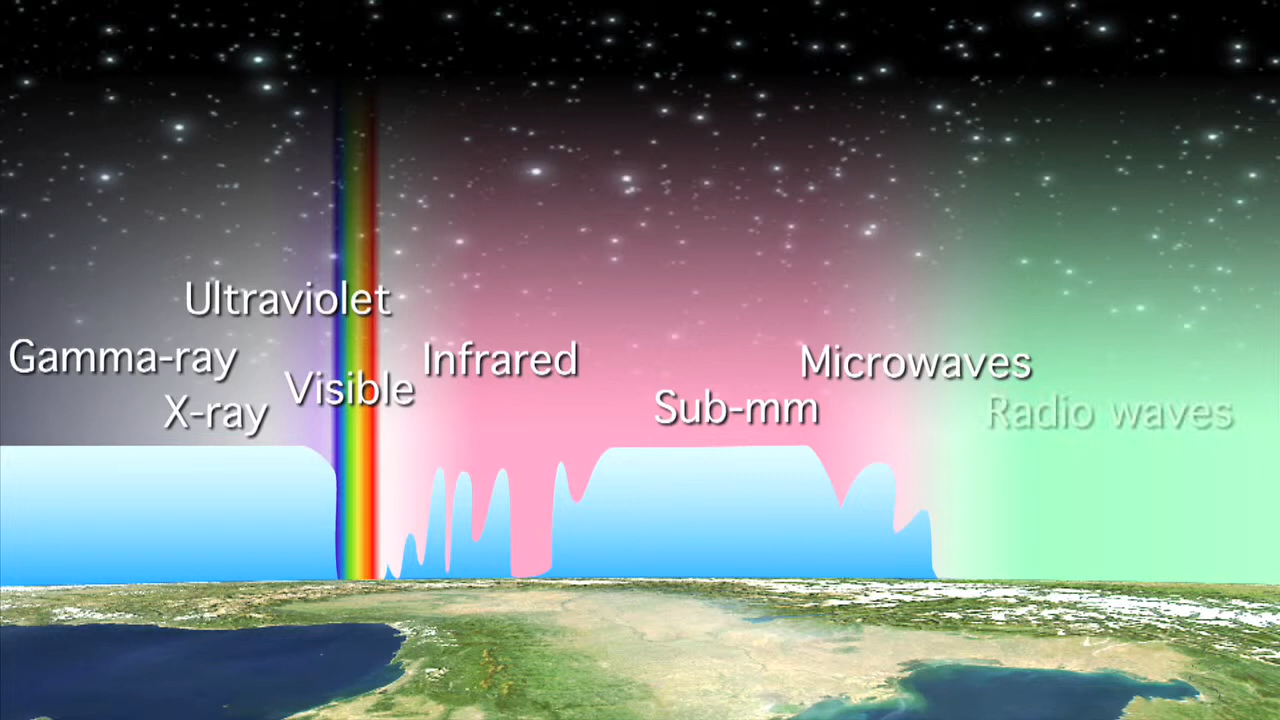 Ultraviolet
Gamma-ray
Infrared
Microwaves
Visible
X-ray
Sub-mm
Radio waves